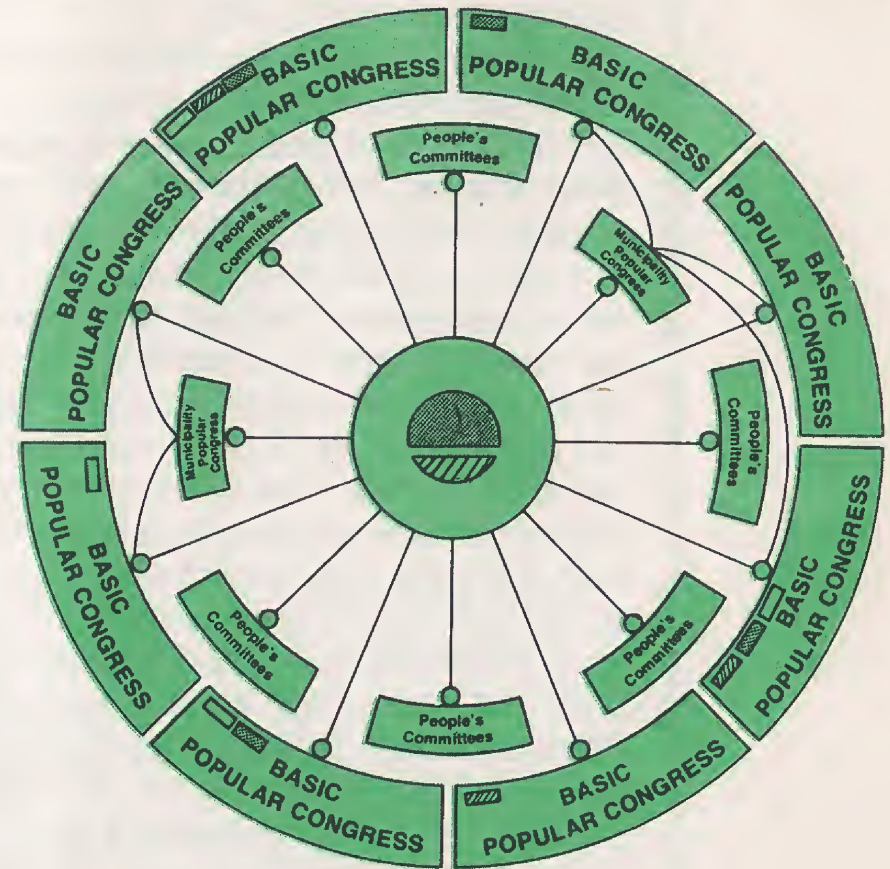 BASIC
POPULAR CONGRESS
BASIC
POPULAR CONGRESS
BASIC
POPULAR CONGRESS
BASIC
POPULAR CONGRESS
BASIC
POPULAR CONGRESS
BASIC
POPULAR CONGRESS
BASIC
POPULAR CONGRESS
BASIC
POPULAR CONGRESS
People's
Committees
Municipality
Popular
Congress
People's
Committees
People's
Committees
People's
Committees
People's
Committees
Municipality
Popular
Congress
People's
Committees